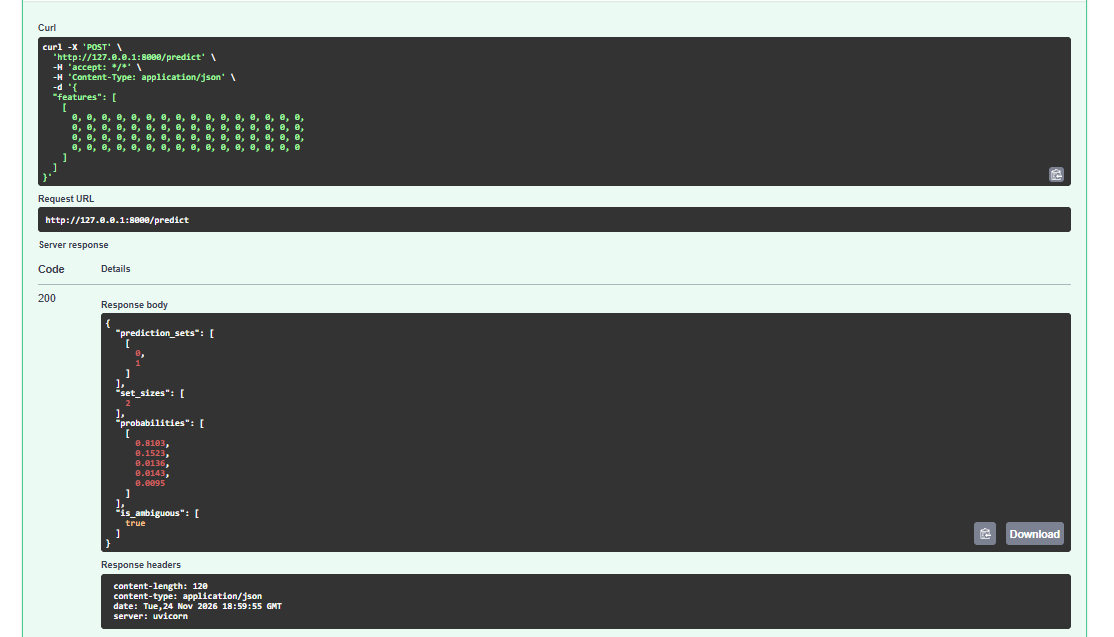 Curl
curl -X 'POST' \
  'http://127.0.0.1:8000/predict' \
  -H 'accept: */*' \
  -H 'Content-Type: application/json' \
  -d '{
  "features": [
    [
      0, 0, 0, 0, 0, 0, 0, 0, 0, 0, 0, 0, 0, 0, 0, 0,
      0, 0, 0, 0, 0, 0, 0, 0, 0, 0, 0, 0, 0, 0, 0, 0,
      0, 0, 0, 0, 0, 0, 0, 0, 0, 0, 0, 0, 0, 0, 0, 0,
      0, 0, 0, 0, 0, 0, 0, 0, 0, 0, 0, 0, 0, 0, 0, 0
    ]
  ]
}'
Request URL
http://127.0.0.1:8000/predict
Server response
Code Details
200
Response body
{
  "prediction_sets": [
    [
      0,
      1
    ]
  ],
  "set_sizes": [
    2
  ],
  "probabilities": [
    [
      0.8103,
      0.1523,
      0.0136,
      0.0143,
      0.0095
    ]
  ],
  "is_ambiguous": [
    true
  ]
}
Download
Response headers
content-length: 120
content-type: application/json
date: Tue,24 Nov 2026 18:59:55 GMT
server: uvicorn